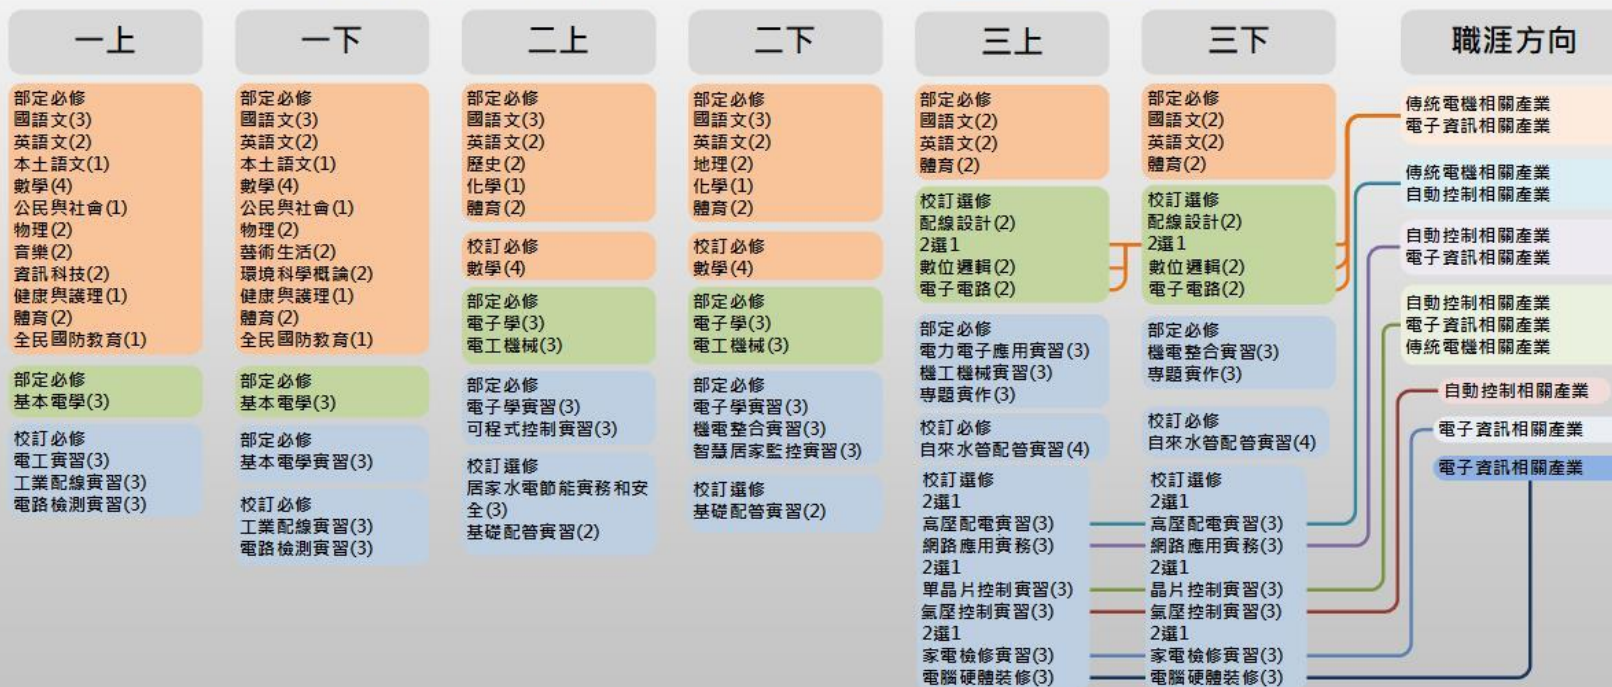 一上
部定必修
國語文(3)
英語文(2)
本土語文(1)
數學(4)
公民與社會(1)
物理(2)
音樂(2)
資訊科技(2)
健康與護理(1)
體育(2)
全民國防教育(1)
部定必修
基本電學(3)
校訂必修
電工實習(3)
工業配線實習(3)
電路檢測實習(3)
一下
部定必修
國語文(3)
英語文(2)
本土語文(1)
數學(4)
公民與社會(1)
物理(2)
藝術生活(2)
環境科學概論(2)
健康與護理(1)
體育(2)
全民國防教育(1)
部定必修
基本電學(3)
部定必修
基本電學實習(3)
校訂必修
工業配線實習(3)
電路檢測實習(3)
二上
部定必修
國語文(3)
英語文(2)
歷史(2)
化學(1)
體育(2)
校訂必修
數學(4)
部定必修
電子學(3)
電工機械(3)
部定必修
電子學實習(3)
可程式控制實習(3)
校訂選修
居家水電節能實務和安
全(3)
基礎配管實習(2)
二下
部定必修
國語文(3)
英語文(2)
地理(2)
化學(1)
體育(2)
校訂必修
數學(4)
部定必修
電子學(3)
電工機械(3)
部定必修
電子學實習(3)
機電整合實習(3)
智慧居家監控實習(3)
校訂選修
基礎配管實習(2)
三上
部定必修
國語文(2)
英語文(2)
體育(2)
校訂選修
配線設計(2)
2選1
數位邏輯(2)
電子電路(2)
部定必修
電力電子應用實習(3)
機工機械實習(3)
專題實作(3)
校訂必修
自來水管配管實習(4)
校訂選修
2選1
高壓配電實習(3)
網路應用實務(3)
2選1
單晶片控制實習(3)
氣壓控制實習(3)
2選1
家電檢修實習(3)
電腦硬體裝修(3)
三下
部定必修
國語文(2)
英語文(2)
體育(2)
校訂選修
配線設計(2)
2選1
數位邏輯(2)
電子電路(2)
部定必修
機電整合實習(3)
專題實作(3)
校訂必修
自來水管配管實習(4)
校訂選修
2選1
高壓配電實習(3)
網路應用實務(3)
2選1
晶片控制實習(3)
氣壓控制實習(3)
2選1
家電檢修實習(3)
電腦硬體裝修(3)
職涯方向
傳統電機相關產業
電子資訊相關產業
傳統電機相關產業
自動控制相關產業
自動控制相關產業
電子資訊相關產業
自動控制相關產業
電子資訊相關產業
傳統電機相關產業
自動控制相關產業
電子資訊相關產業
電子資訊相關產業